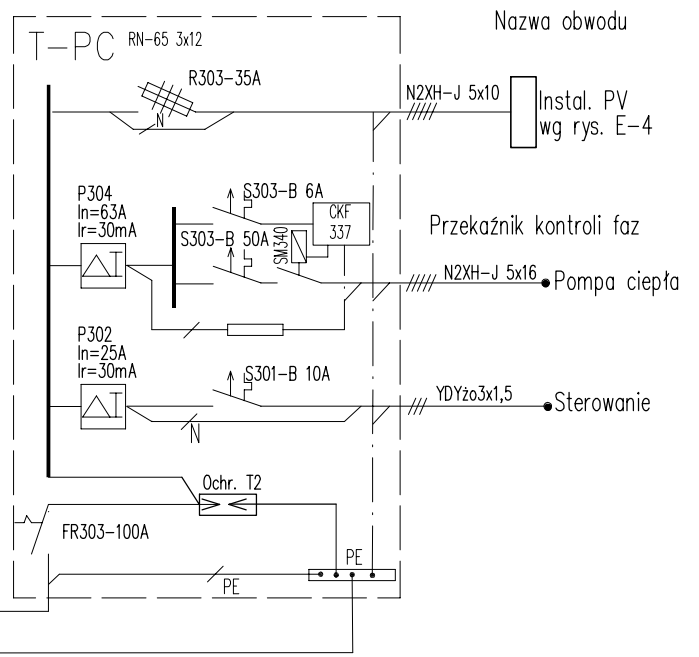 Nazwa obwodu
T-PC RN-65 3x12
R303-35A
N
N2XH-J 5x10
Instal. PV
wg rys. E-4
P304
In=63A
Ir=30mA
S303-B 6A
CKF
337
S303-B 50A
SM340
Przekaźnik kontroli faz
N2XH-J 5x16
Pompa ciepła
P302
In=25A
Ir=30mA
S301-B 10A
N
YDYżo3x1,5
Sterowanie
Ochr. T2
FR303-100A
PE
PE